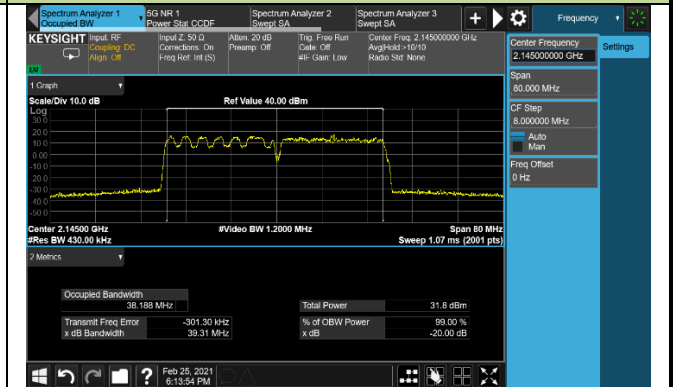 Spectrum Analyzer 1
Occupied BW
5G NR 1
Power Stat CCDF
Spectrum Analyzer 2
Swept SA
Spectrum Analyzer 3
Swept SA
Frequency
KEYSIGHT
Input: RF
Coupling: DC
Align: Off
Input Z: 50 Ω
Corrections: On
Freq Ref: Int (S)
Atten: 20 dB
Preamp: Off
Trig: Free Run
Gate: Off
#IF Gain: Low
Center Freq: 2.145000000 GHz
Avg|Hold:>10/10
Radio Std: None
Center Frequency
2.145000000 GHz
Settings
Span
80.000 MHz
CF Step
8.000000 MHz
Auto
Man
Freq Offset
0 Hz
1 Graph
Scale/Div 10.0 dB
Ref Value 40.00 dBm
Log
30.0
20.0
10.0
0.00
-10.0
-20.0
-30.0
-40.0
-50.0
Center 2.14500 GHz
#Res BW 430.00 kHz
#Video BW 1.2000 MHz
Span 80 MHz
Sweep 1.07 ms (2001 pts)
2 Metrics
Occupied Bandwidth
38.188 MHz
Total Power
31.8 dBm
Transmit Freq Error
-301.30 kHz
% of OBW Power
99.00 %
x dB Bandwidth
39.31 MHz
x dB
-20.00 dB
Feb 25, 2021
6:13:54 PM